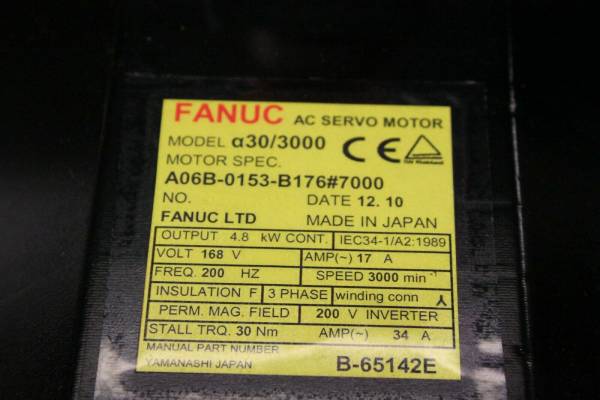 FANUC AC SERVO MOTOR
MODEL α30/3000 CE
MOTOR SPEC.
A06B-0153-B176#7000
NO. DATE 12. 10
FANUC LTD MADE IN JAPAN
OUTPUT 4.8 kW CONT. IEC34-1/A2:1989
VOLT 168 V AMP(~) 17 A
FREQ. 200 HZ SPEED 3000 min⁻¹
INSULATION F 3 PHASE winding conn
PERM. MAG. FIELD 200 V INVERTER
STALL TRQ. 30 Nm AMP(~) 34 A
MANUAL PART NUMBER
YAMANASHI JAPAN B-65142E